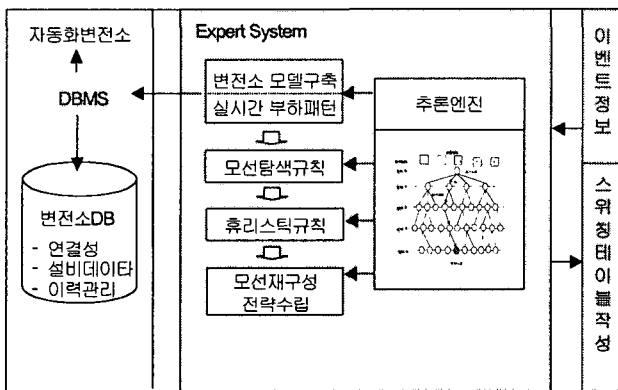 자동화변전소
DBMS
변전소DB
- 연결성
- 설비데이타
- 이력관리
Expert System
변전소 모델구축
실시간 부하패턴
모선탐색규칙
휴리스틱규칙
모선재구성
전략수립
추론엔진
이벤트정보
스위칭테이블작성